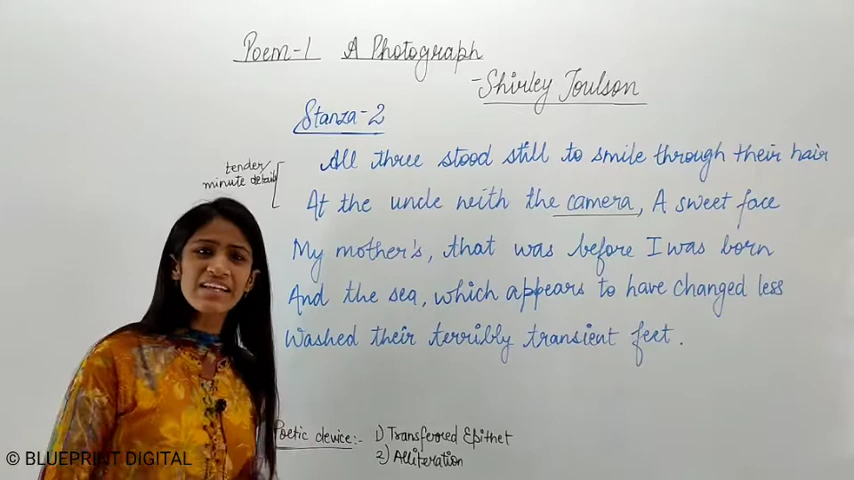 Poem-1 A Photograph
-Shirley Toulson
Stanza-2
tender/
minute details
All three stood still to smile through their hair
At the uncle with the camera, A sweet face
My mother's, that was before I was born
And the sea, which appears to have changed less
Washed their terribly transient feet.
Poetic device:- 1) Transferred Epithet
2) Alliteration
© BLUEPRINT DIGITAL